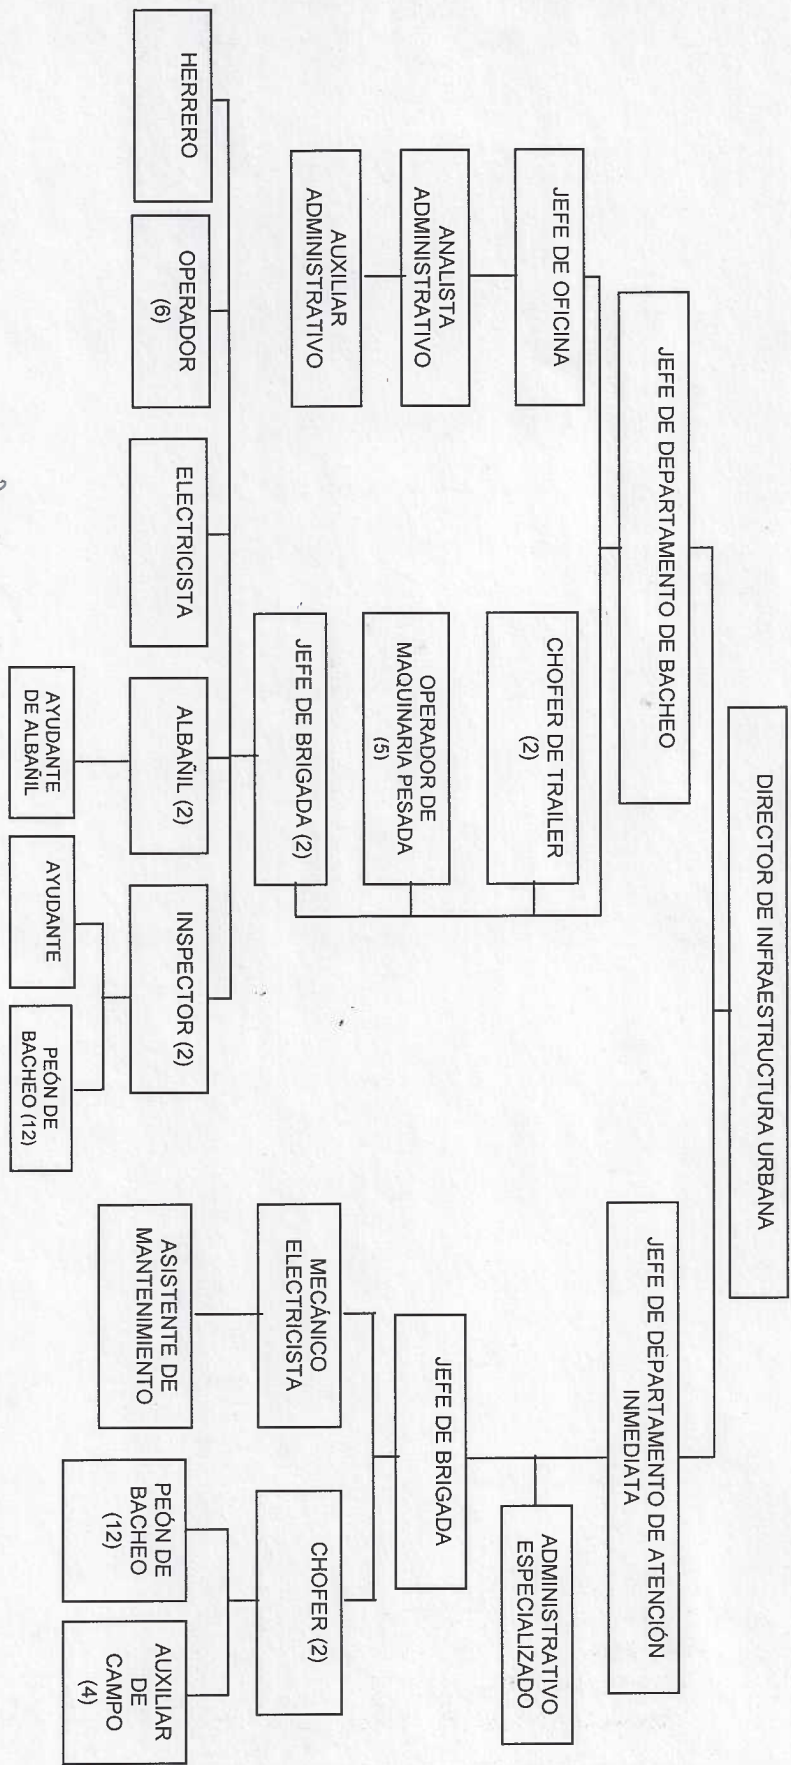 DIRECTOR DE INFRAESTRUCTURA URBANA
JEFE DE DEPARTAMENTO DE BACHEO
JEFE DE OFICINA
ANALISTA
ADMINISTRATIVO
AUXILIAR
ADMINISTRATIVO
CHOFER DE TRAILER
(2)
OPERADOR DE
MAQUINARIA PESADA
(5)
JEFE DE BRIGADA (2)
HERRERO
OPERADOR
(6)
ELECTRICISTA
ALBAÑIL (2)
INSPECTOR (2)
AYUDANTE
DE ALBAÑIL
AYUDANTE
PEÓN DE
BACHEO (12)
JEFE DE DEPARTAMENTO DE ATENCIÓN
INMEDIATA
ADMINISTRATIVO
ESPECIALIZADO
JEFE DE BRIGADA
MECÁNICO
ELECTRICISTA
CHOFER (2)
ASISTENTE DE
MANTENIMIENTO
PEÓN DE
BACHEO
(12)
AUXILIAR
DE
CAMPO
(4)